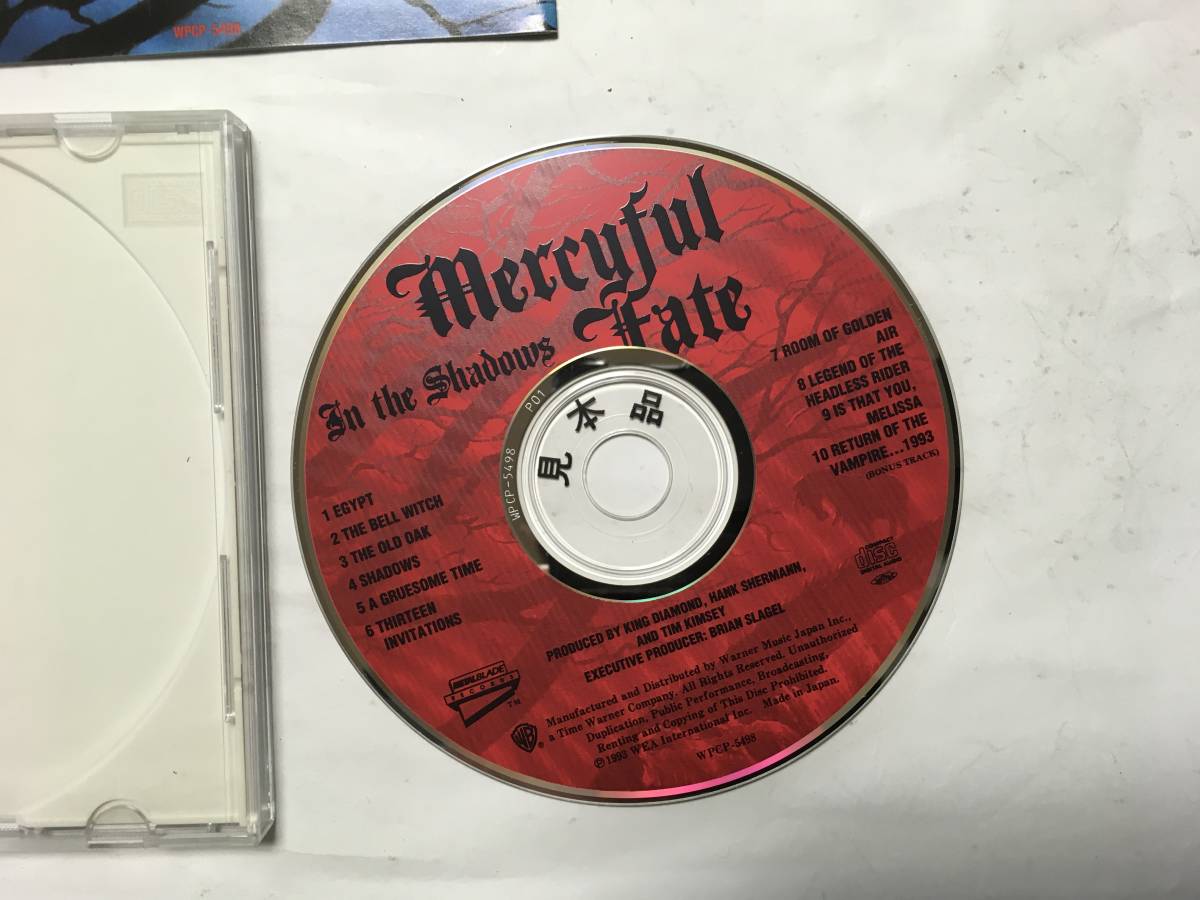 WPCP-5498
Mercyful
Fate
In the Shadows
P01
WPCP-5498
見本品
1 EGYPT
2 THE BELL WITCH
3 THE OLD OAK
4 SHADOWS
5 A GRUESOME TIME
6 THIRTEEN
INVITATIONS
7 ROOM OF GOLDEN
AIR
8 LEGEND OF THE
HEADLESS RIDER
9 IS THAT YOU,
MELISSA
10 RETURN OF THE
VAMPIRE...1993
(BONUS TRACK)
COMPACT
disc
DIGITAL AUDIO
PRODUCED BY KING DIAMOND, HANK SHERMANN,
AND TIM KIMSEY
EXECUTIVE PRODUCER: BRIAN SLAGEL
METAL BLADE
RECORDS
TM
WB®
Manufactured and Distributed by Warner Music Japan Inc.,
a Time Warner Company. All Rights Reserved. Unauthorized
Duplication, Public Performance, Broadcasting,
Renting and Copying of This Disc Prohibited.
℗1993 WEA International Inc. Made in Japan.
WPCP-5498